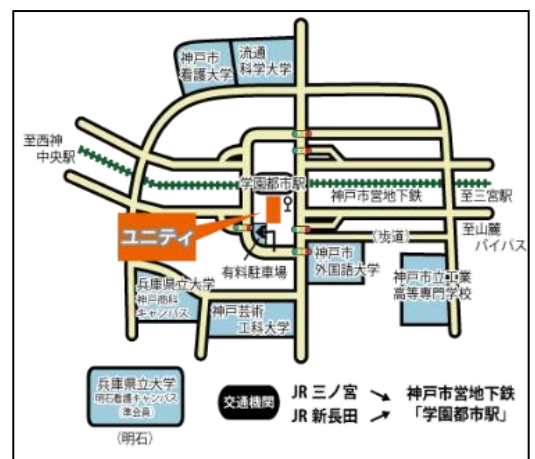 神戸市
看護大学
流通
科学大学
至西神
中央駅
学園都市駅
神戸市営地下鉄
至三宮駅
ユニティ
(歩道)
至山麓
バイパス
有料駐車場
神戸市
外国語大学
神戸市立工業
高等専門学校
兵庫県立大学
神戸商科
キャンパス
神戸芸術
工科大学
兵庫県立大学
明石看護キャンパス
(準会員)
(明石)
交通機関
JR 三ノ宮
JR 新長田
神戸市営地下鉄
「学園都市駅」